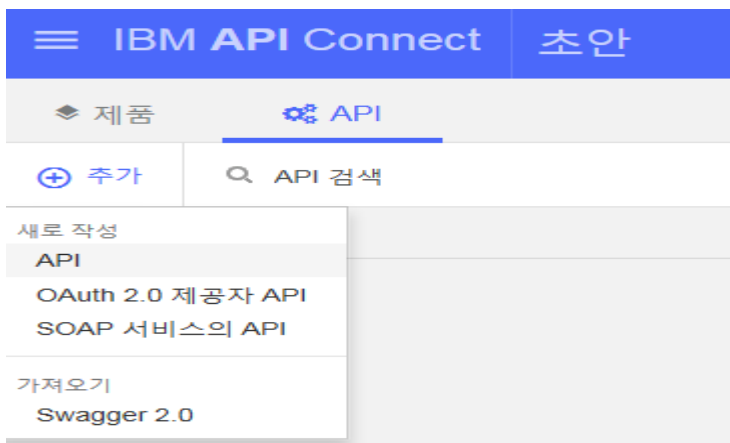 IBM API Connect 초안
제품 API
추가 API 검색
새로 작성
API
OAuth 2.0 제공자 API
SOAP 서비스의 API
가져오기
Swagger 2.0